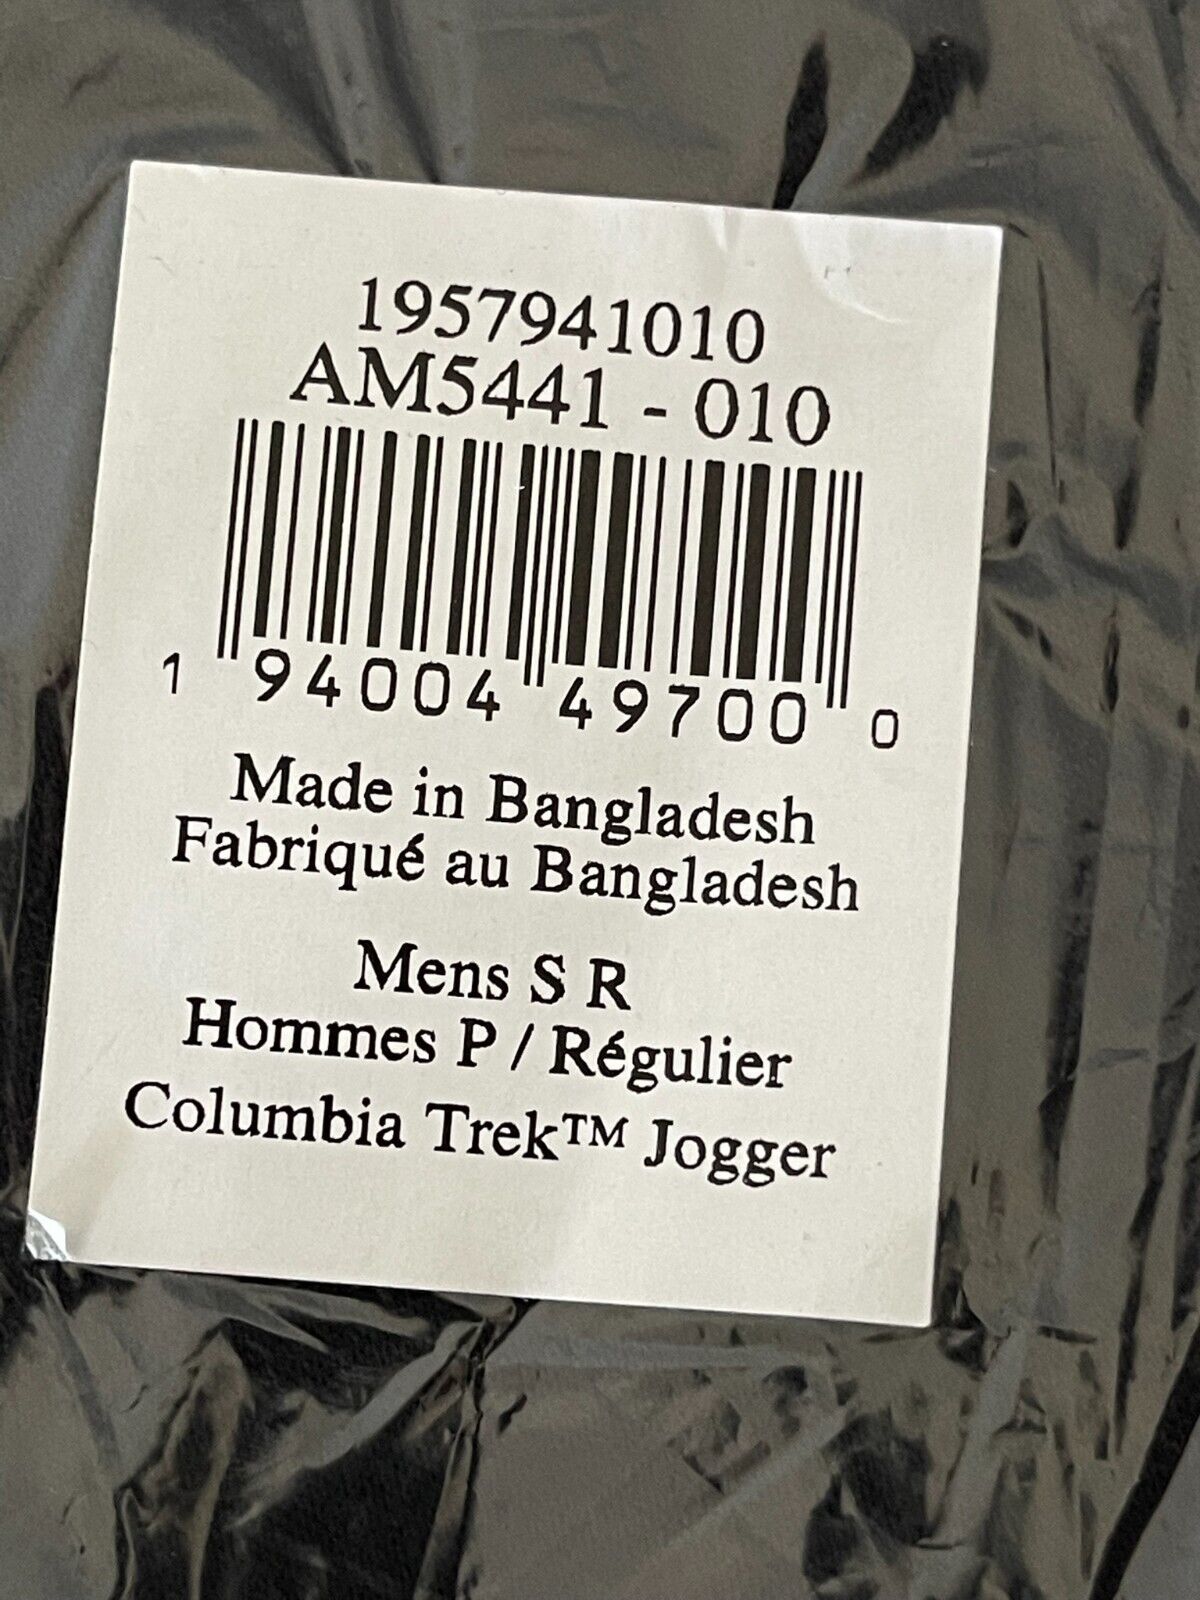 1957941010
AM5441 - 010
1 94004 49700 0
Made in Bangladesh
Fabriqué au Bangladesh
Mens S R
Hommes P / Régulier
Columbia Trek™ Jogger